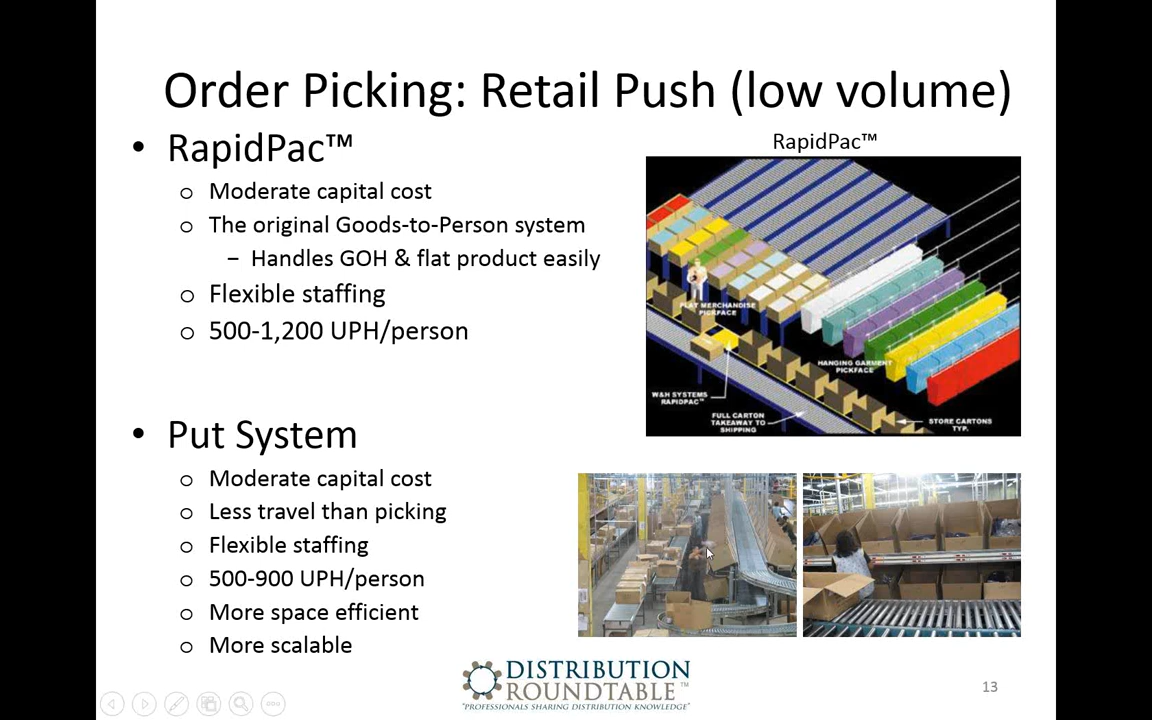 Order Picking: Retail Push (low volume)
• RapidPac™
o Moderate capital cost
o The original Goods-to-Person system
− Handles GOH & flat product easily
o Flexible staffing
o 500-1,200 UPH/person
RapidPac™
FLAT MERCHANDISE
PICKFACE
HANGING GARMENT
PICKFACE
W&H SYSTEMS
RAPIDPAC™
FULL CARTON
TAKEAWAY TO
SHIPPING
STORE CARTONS
TYP.
• Put System
o Moderate capital cost
o Less travel than picking
o Flexible staffing
o 500-900 UPH/person
o More space efficient
o More scalable
DISTRIBUTION
ROUNDTABLE™
"PROFESSIONALS SHARING DISTRIBUTION KNOWLEDGE"
13